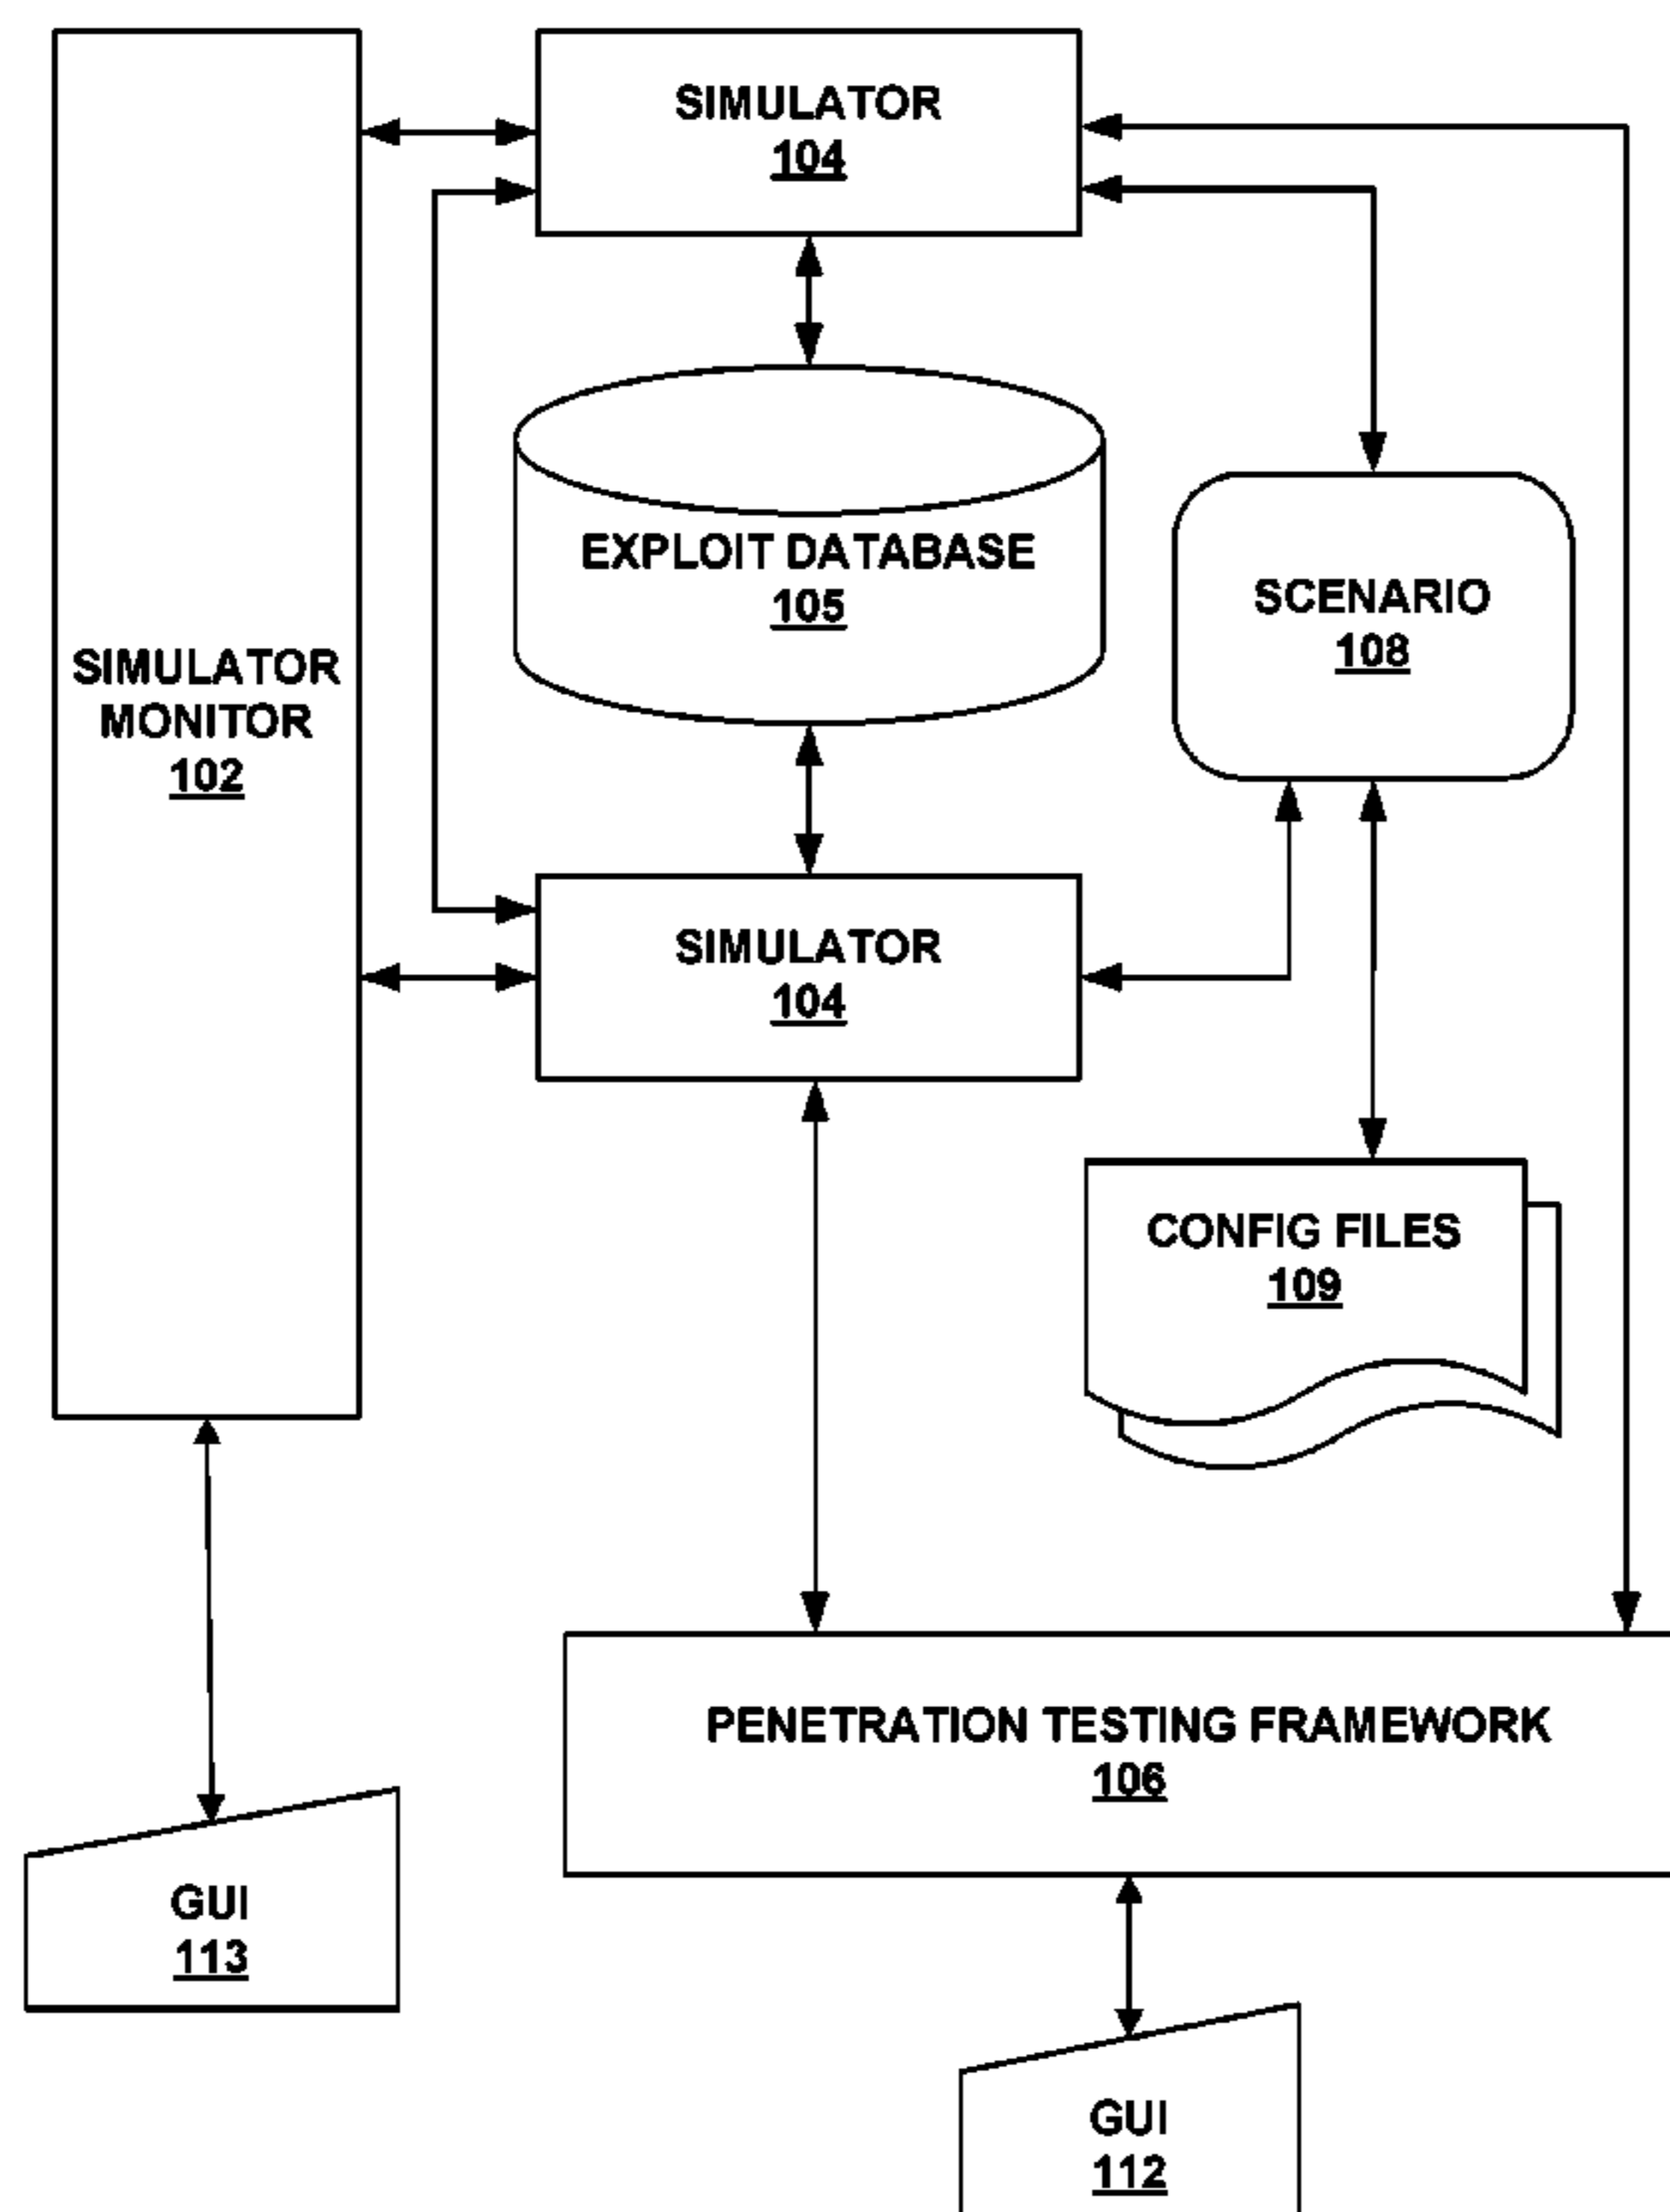 SIMULATOR
104
EXPLOIT DATABASE
105
SCENARIO
108
SIMULATOR
MONITOR
102
SIMULATOR
104
CONFIG FILES
109
PENETRATION TESTING FRAMEWORK
106
GUI
113
GUI
112